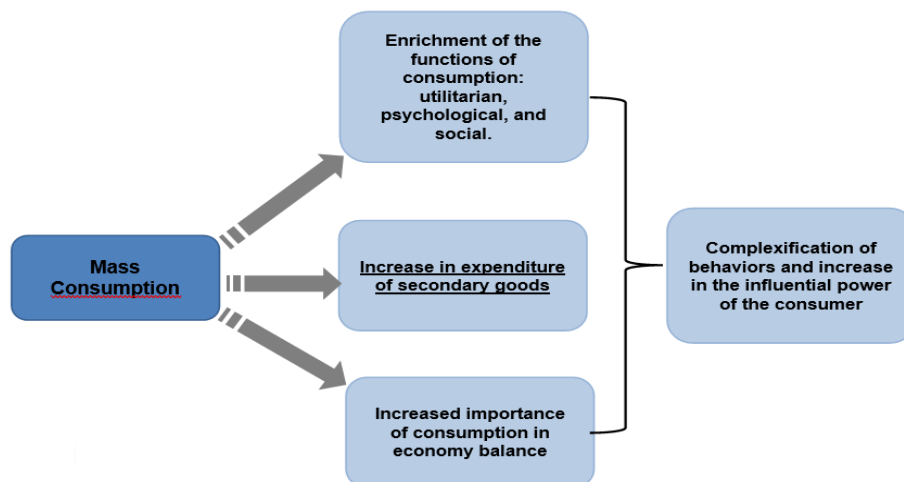 Enrichment of the
functions of
consumption:
utilitarian,
psychological, and
social.
Mass
Consumption
Increase in expenditure
of secondary goods
Complexification of
behaviors and increase
in the influential power
of the consumer
Increased importance
of consumption in
economy balance